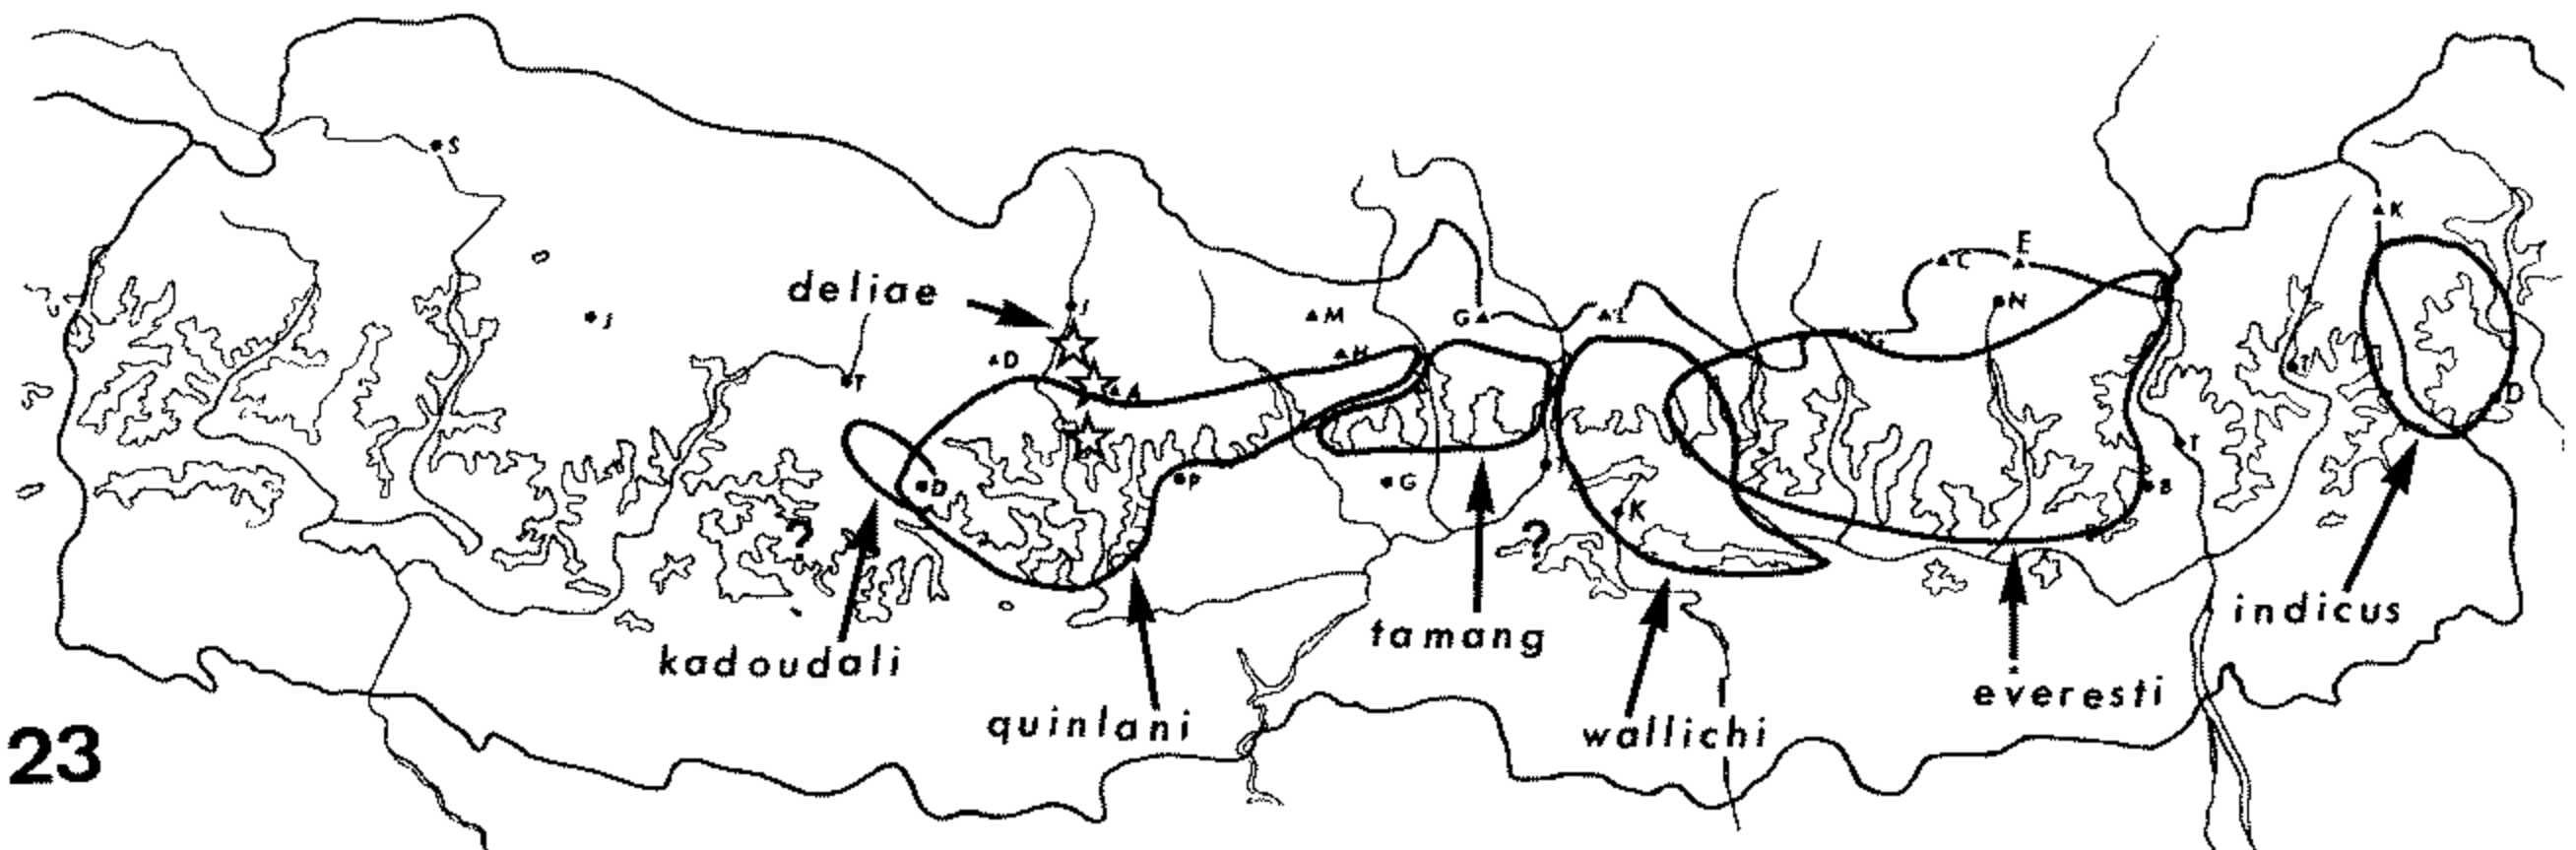 S
J
deliae
J
D
A
T
M
H
G
L
C
E
N
K
T
D
D
P
G
K
B
T
?
?
kadoudali
quinlani
tamang
wallichi
everesti
indicus
23